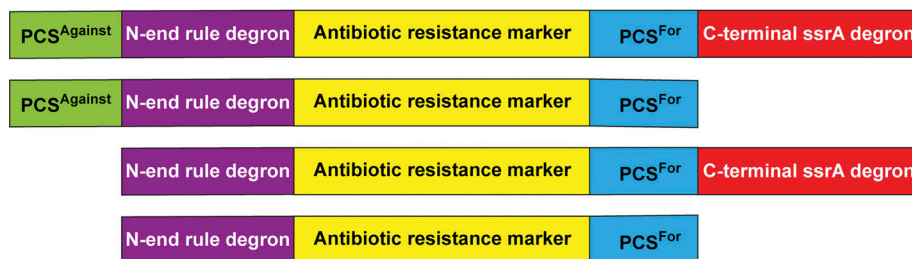 PCSAgainst N-end rule degron Antibiotic resistance marker PCSFor C-terminal ssrA degron
PCSAgainst N-end rule degron Antibiotic resistance marker PCSFor
N-end rule degron Antibiotic resistance marker PCSFor C-terminal ssrA degron
N-end rule degron Antibiotic resistance marker PCSFor